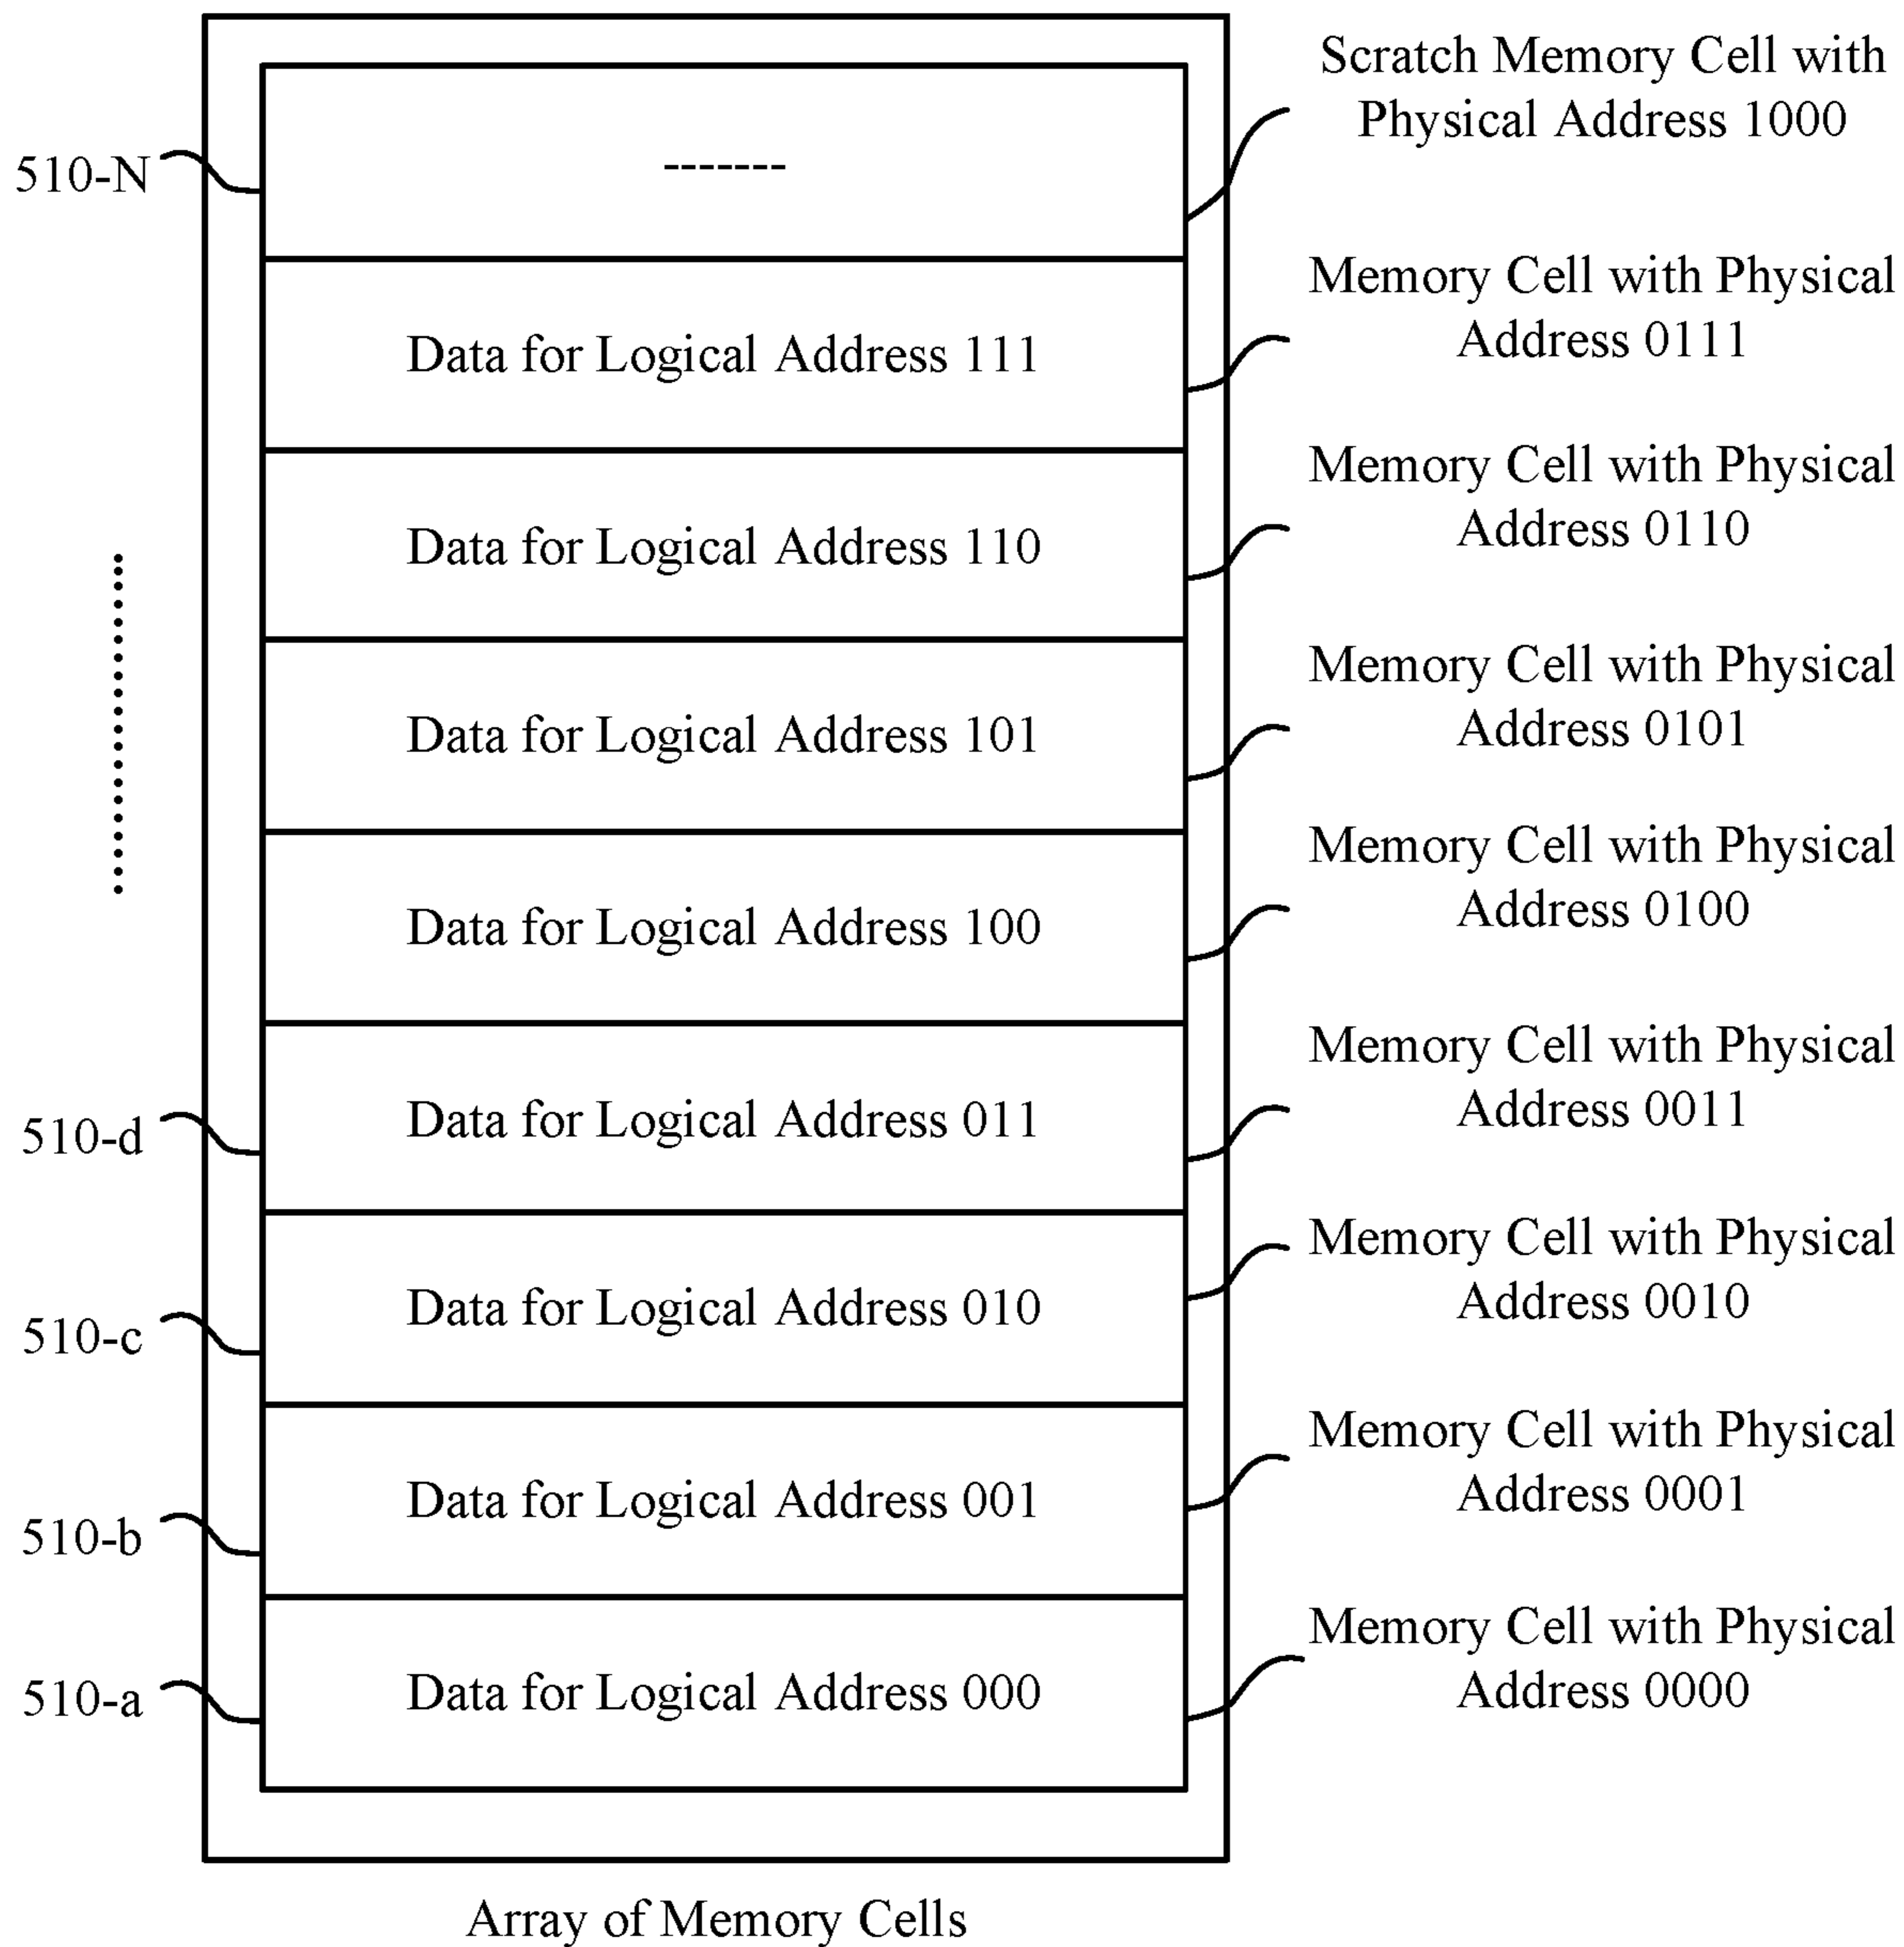 Scratch Memory Cell with
Physical Address 1000
510-N
-------
Memory Cell with Physical
Address 0111
Data for Logical Address 111
Memory Cell with Physical
Address 0110
Data for Logical Address 110
Memory Cell with Physical
Address 0101
Data for Logical Address 101
Memory Cell with Physical
Address 0100
Data for Logical Address 100
Memory Cell with Physical
Address 0011
510-d
Data for Logical Address 011
Memory Cell with Physical
Address 0010
510-c
Data for Logical Address 010
Memory Cell with Physical
Address 0001
510-b
Data for Logical Address 001
Memory Cell with Physical
Address 0000
510-a
Data for Logical Address 000
Array of Memory Cells